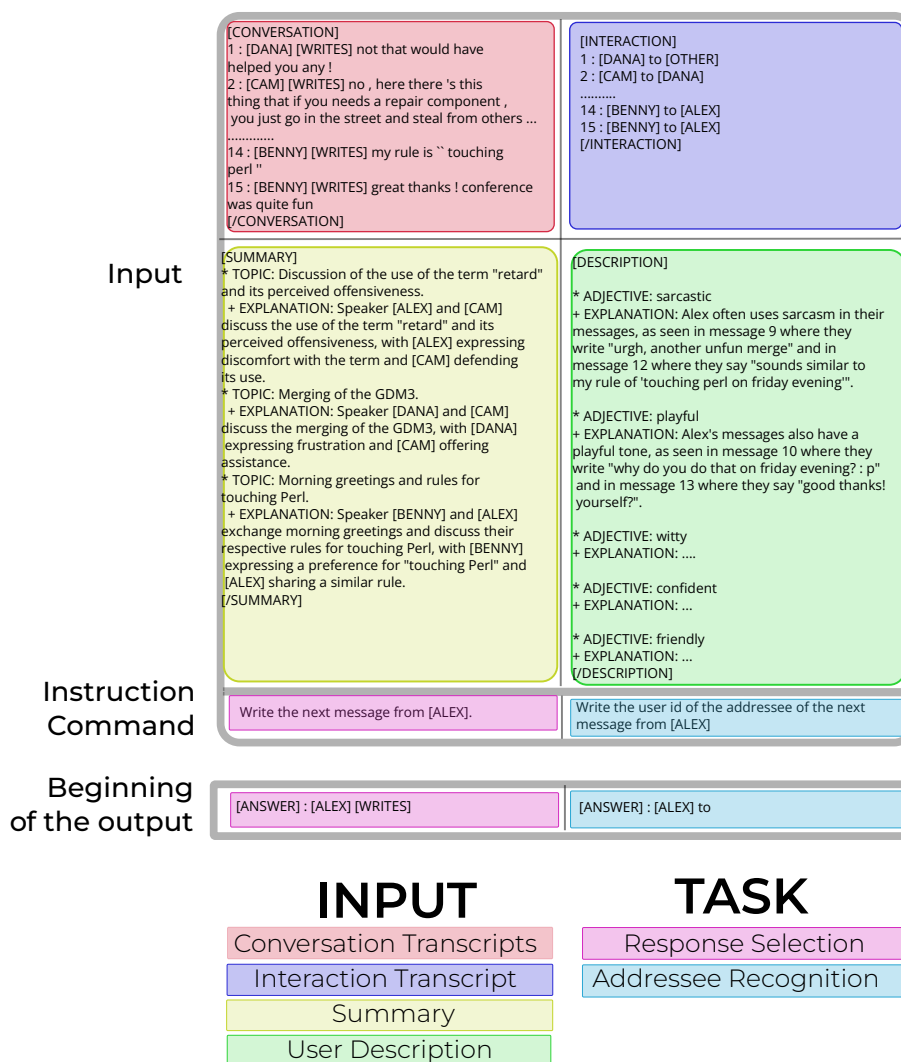 [CONVERSATION]
1 : [DANA] [WRITES] not that would have
helped you any !
2 : [CAM] [WRITES] no , here there 's this
thing that if you needs a repair component ,
you just go in the street and steal from others ...
.............
14 : [BENNY] [WRITES] my rule is `` touching
perl ''
15 : [BENNY] [WRITES] great thanks ! conference
was quite fun
[/CONVERSATION]
[INTERACTION]
1 : [DANA] to [OTHER]
2 : [CAM] to [DANA]
..........
14 : [BENNY] to [ALEX]
15 : [BENNY] to [ALEX]
[/INTERACTION]
Input
[SUMMARY]
* TOPIC: Discussion of the use of the term "retard"
and its perceived offensiveness.
+ EXPLANATION: Speaker [ALEX] and [CAM]
discuss the use of the term "retard" and its
perceived offensiveness, with [ALEX] expressing
discomfort with the term and [CAM] defending
its use.
* TOPIC: Merging of the GDM3.
+ EXPLANATION: Speaker [DANA] and [CAM]
discuss the merging of the GDM3, with [DANA]
expressing frustration and [CAM] offering
assistance.
* TOPIC: Morning greetings and rules for
touching Perl.
+ EXPLANATION: Speaker [BENNY] and [ALEX]
exchange morning greetings and discuss their
respective rules for touching Perl, with [BENNY]
expressing a preference for "touching Perl" and
[ALEX] sharing a similar rule.
[/SUMMARY]
[DESCRIPTION]
* ADJECTIVE: sarcastic
+ EXPLANATION: Alex often uses sarcasm in their
messages, as seen in message 9 where they
write "urgh, another unfun merge" and in
message 12 where they say "sounds similar to
my rule of 'touching perl on friday evening'".
* ADJECTIVE: playful
+ EXPLANATION: Alex's messages also have a
playful tone, as seen in message 10 where they
write "why do you do that on friday evening? : p"
and in message 13 where they say "good thanks!
yourself?".
* ADJECTIVE: witty
+ EXPLANATION: ....
* ADJECTIVE: confident
+ EXPLANATION: ...
* ADJECTIVE: friendly
+ EXPLANATION: ...
[/DESCRIPTION]
Instruction
Command
Write the next message from [ALEX].
Write the user id of the addressee of the next
message from [ALEX]
Beginning
of the output
[ANSWER] : [ALEX] [WRITES]
[ANSWER] : [ALEX] to
INPUT
Conversation Transcripts
Interaction Transcript
Summary
User Description
TASK
Response Selection
Addressee Recognition